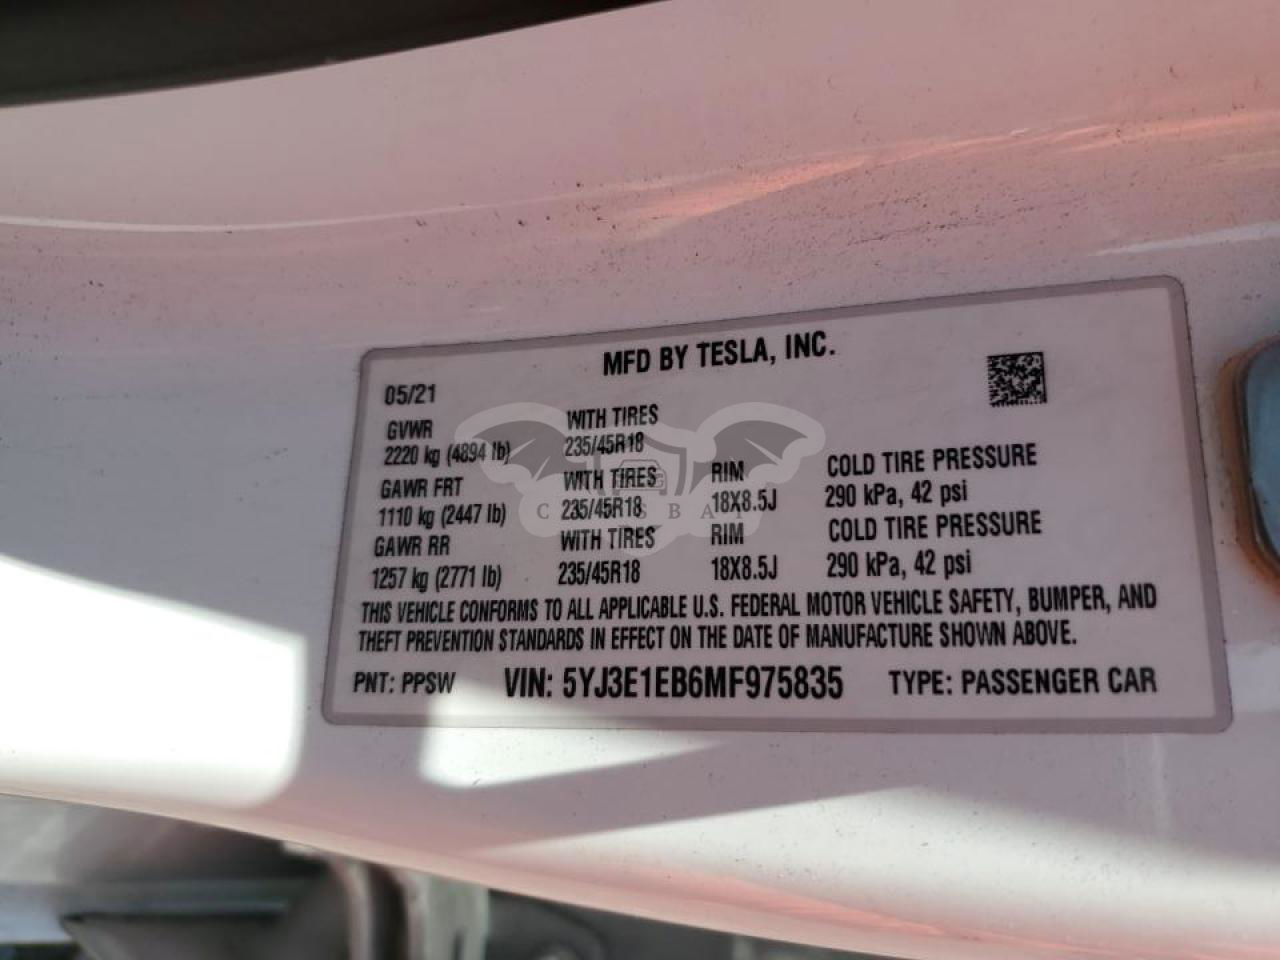 MFD BY TESLA, INC.
05/21
GVWR WITH TIRES
2220 kg (4894 lb) 235/45R18
GAWR FRT WITH TIRES RIM COLD TIRE PRESSURE
1110 kg (2447 lb) 235/45R18 18X8.5J 290 kPa, 42 psi
GAWR RR WITH TIRES RIM COLD TIRE PRESSURE
1257 kg (2771 lb) 235/45R18 18X8.5J 290 kPa, 42 psi
THIS VEHICLE CONFORMS TO ALL APPLICABLE U.S. FEDERAL MOTOR VEHICLE SAFETY, BUMPER, AND
THEFT PREVENTION STANDARDS IN EFFECT ON THE DATE OF MANUFACTURE SHOWN ABOVE.
PNT: PPSW VIN: 5YJ3E1EB6MF975835 TYPE: PASSENGER CAR